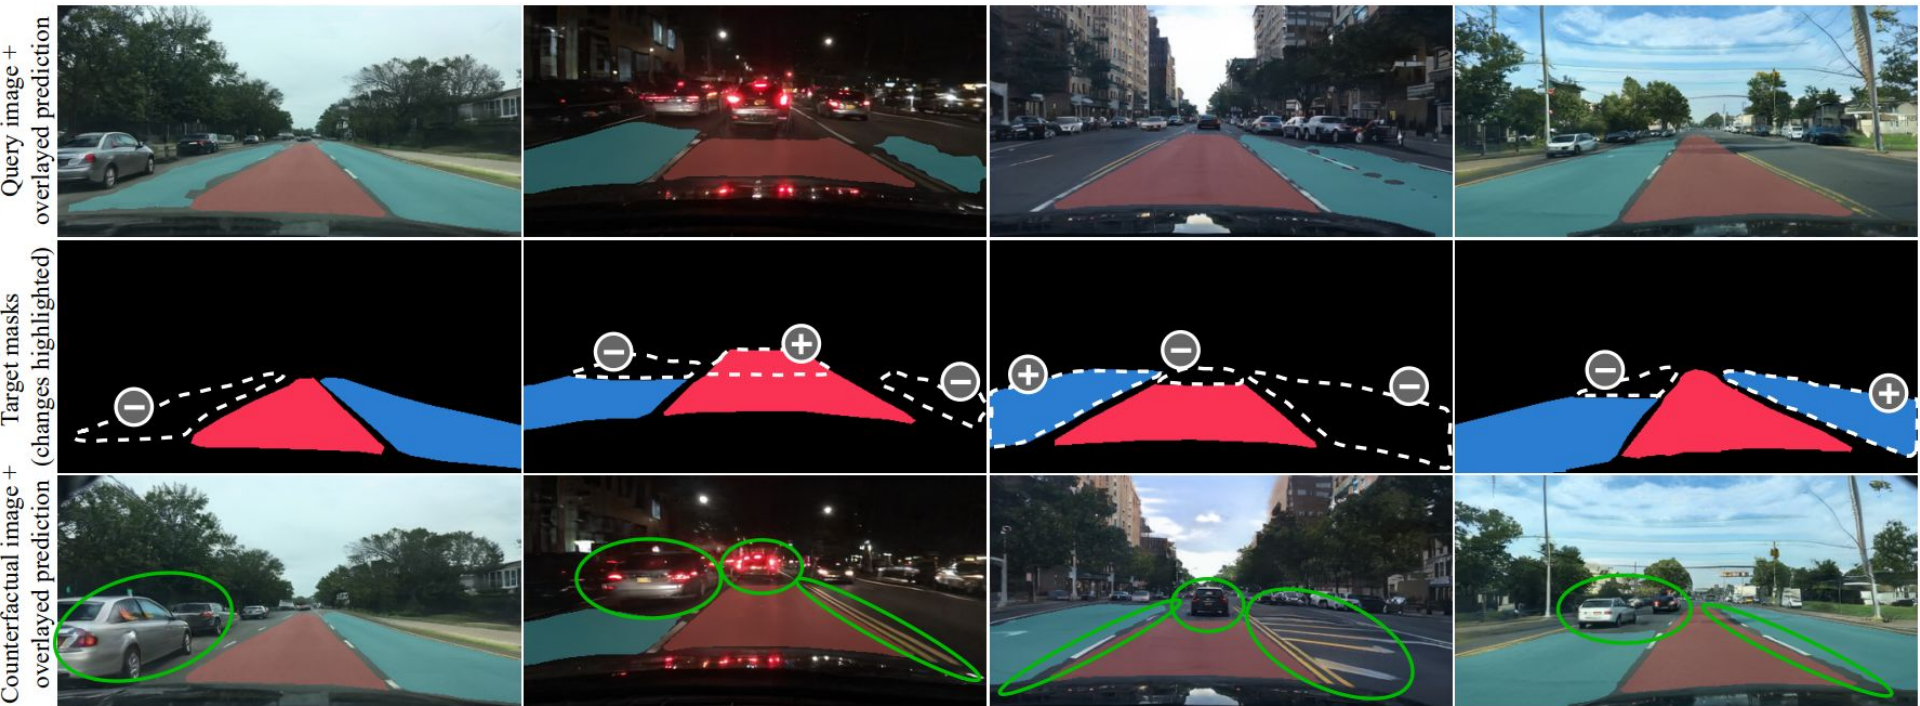 Query image +
overlayed prediction
− + − + − − − +
Target masks
(changes highlighted)
Counterfactual image +
overlayed prediction